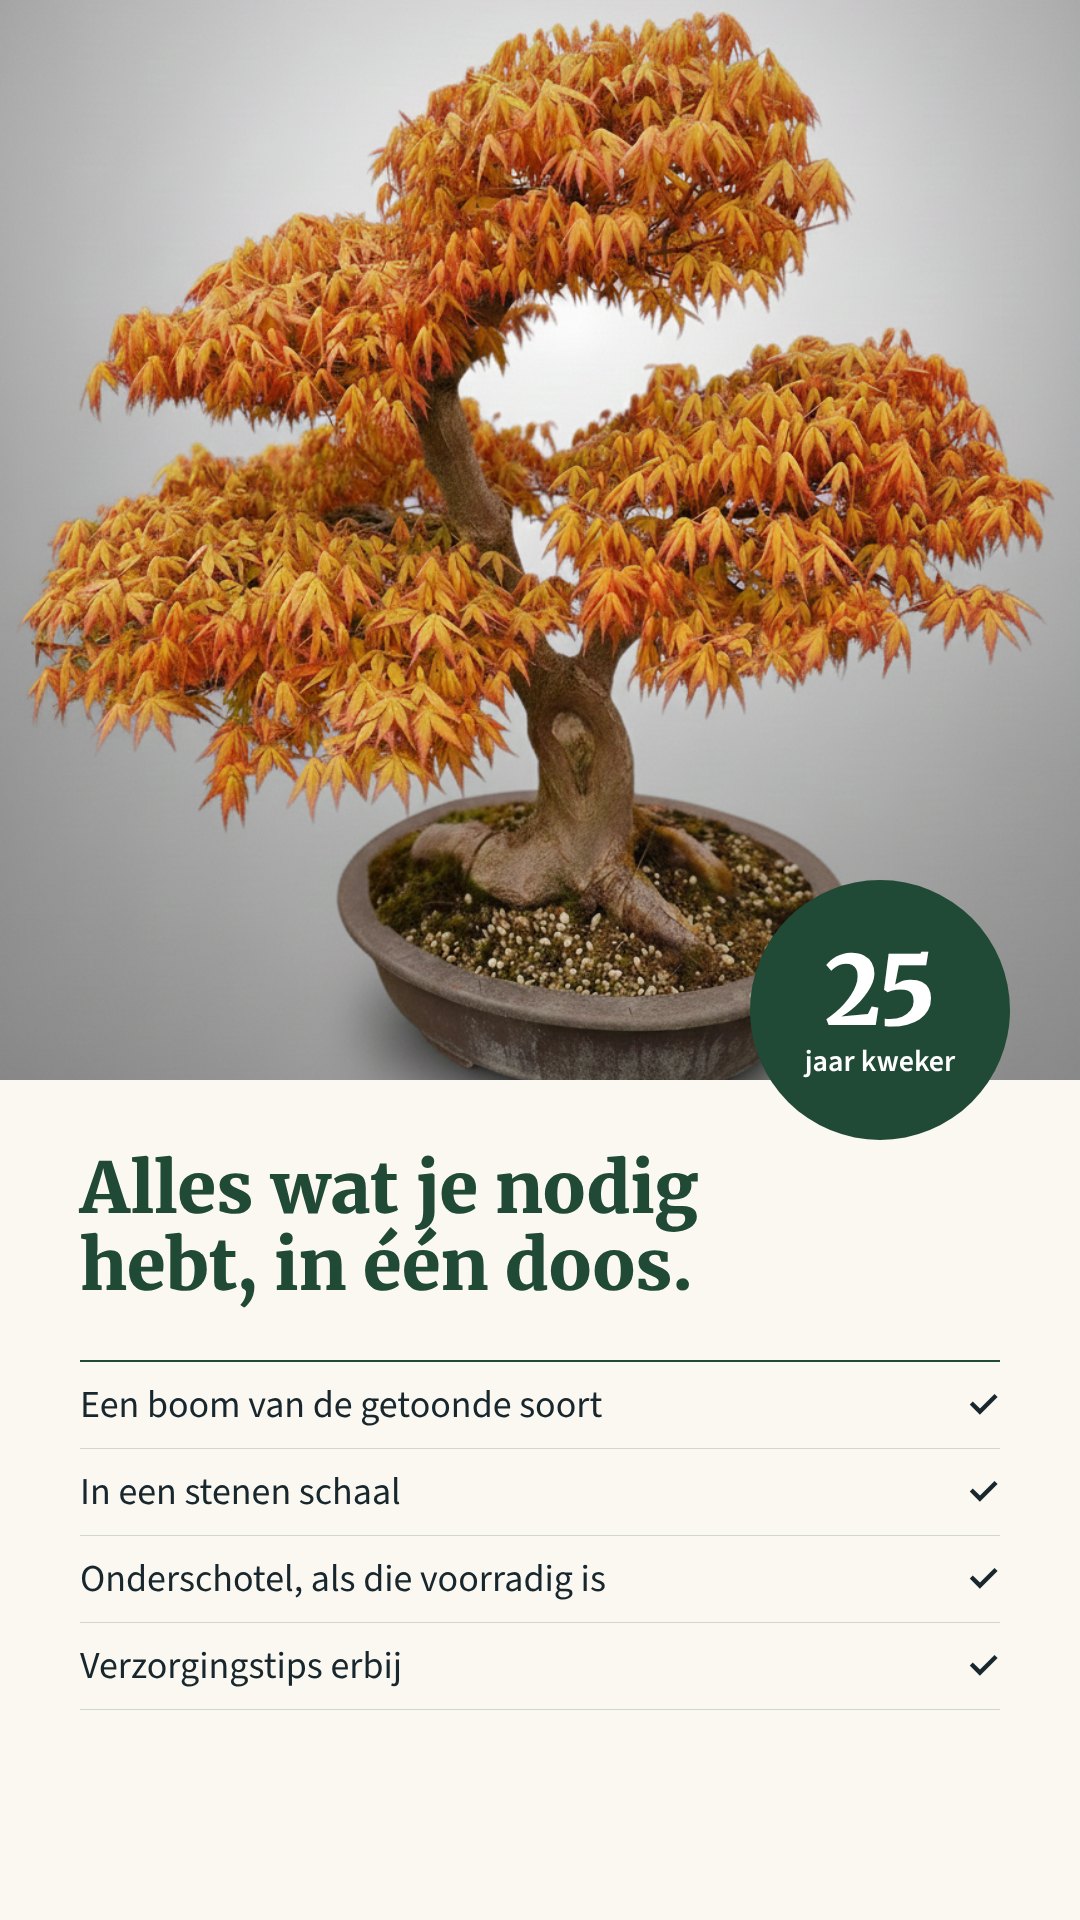 25
jaar kweker
Alles wat je nodig
hebt, in één doos.
Een boom van de getoonde soort
In een stenen schaal
Onderschotel, als die voorradig is
Verzorgingstips erbij